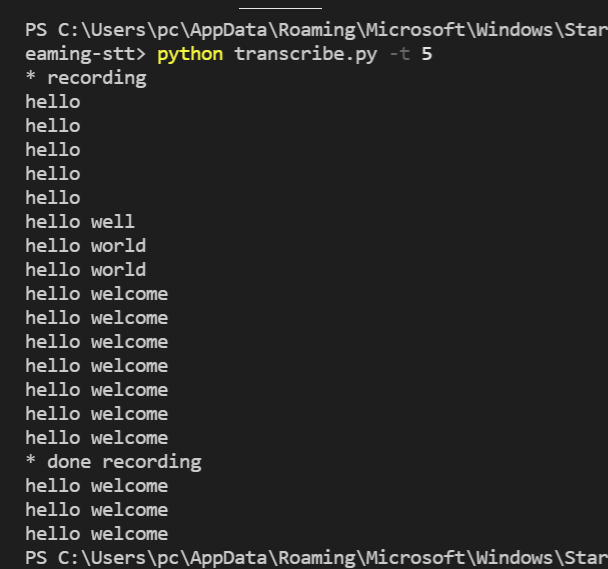 PS C:\Users\pc\AppData\Roaming\Microsoft\Windows\Star
eaming-stt> python transcribe.py -t 5
* recording
hello
hello
hello
hello
hello
hello well
hello world
hello world
hello welcome
hello welcome
hello welcome
hello welcome
hello welcome
hello welcome
hello welcome
* done recording
hello welcome
hello welcome
hello welcome
PS C:\Users\pc\AppData\Roaming\Microsoft\Windows\Star